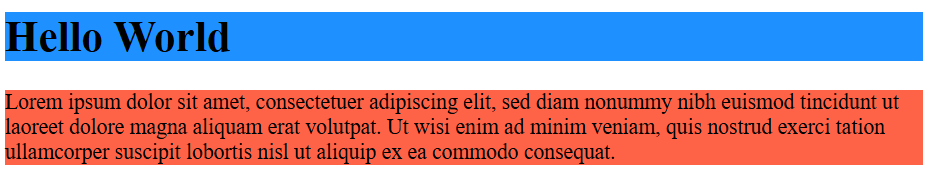 Hello World
Lorem ipsum dolor sit amet, consectetuer adipiscing elit, sed diam nonummy nibh euismod tincidunt ut
laoreet dolore magna aliquam erat volutpat. Ut wisi enim ad minim veniam, quis nostrud exerci tation
ullamcorper suscipit lobortis nisl ut aliquip ex ea commodo consequat.